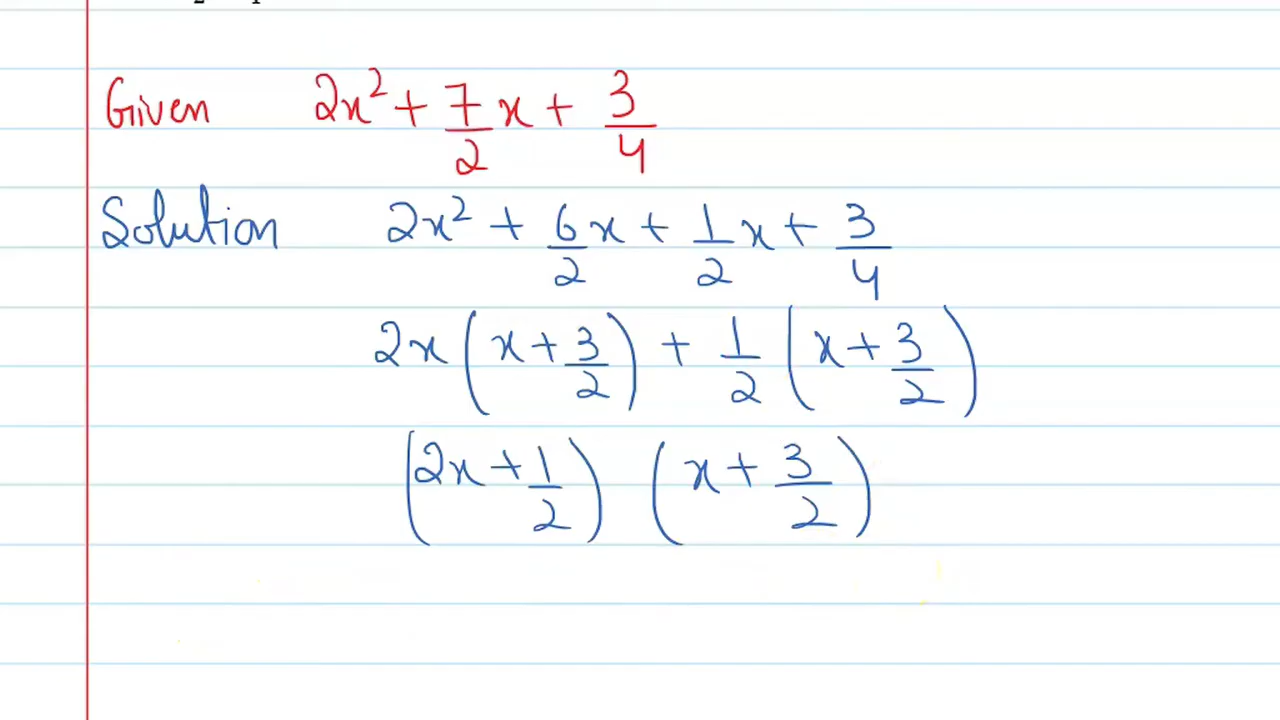 Given 2x² + 7/2 x + 3/4
Solution 2x² + 6/2 x + 1/2 x + 3/4
2x (x + 3/2) + 1/2 (x + 3/2)
(2x + 1/2) (x + 3/2)